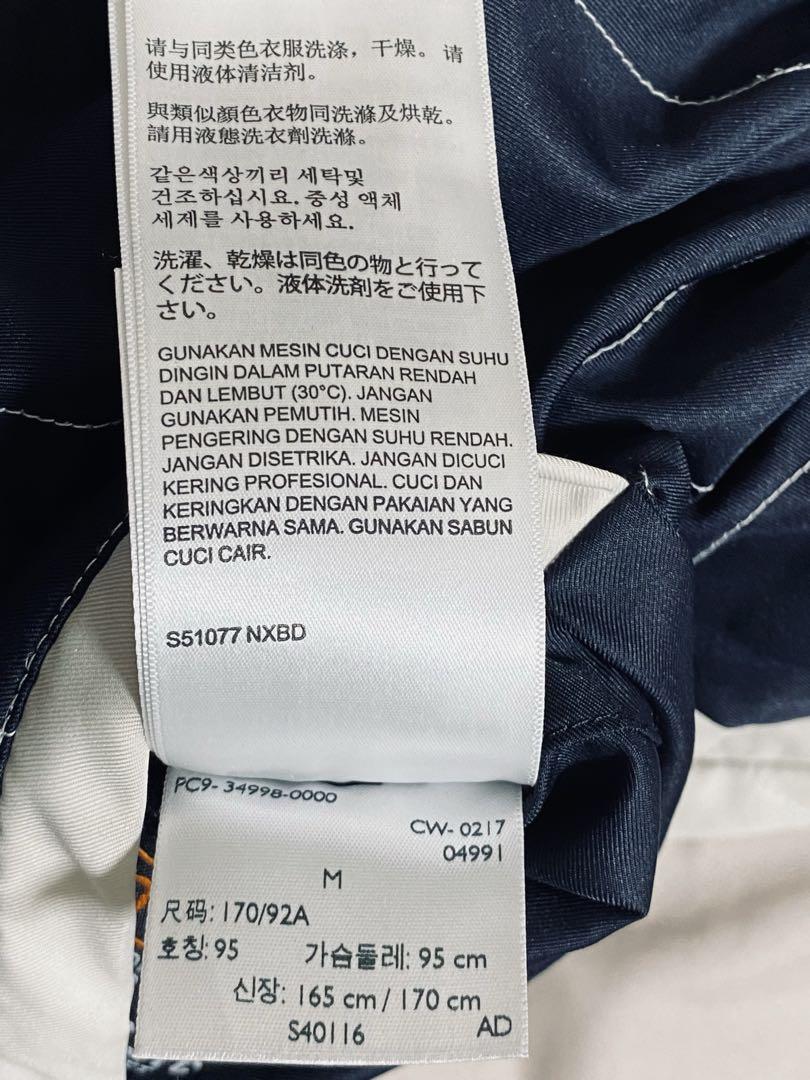 请与同类色衣服洗涤，干燥。请
使用液体清洁剂。
與類似顏色衣物同洗滌及烘乾。
請用液態洗衣劑洗滌。
같은색상끼리 세탁및
건조하십시요. 중성 액체
세제를 사용하세요.
洗濯、乾燥は同色の物と行って
ください。液体洗剤をご使用下
さい。
GUNAKAN MESIN CUCI DENGAN SUHU
DINGIN DALAM PUTARAN RENDAH
DAN LEMBUT (30°C). JANGAN
GUNAKAN PEMUTIH. MESIN
PENGERING DENGAN SUHU RENDAH.
JANGAN DISETRIKA. JANGAN DICUCI
KERING PROFESIONAL. CUCI DAN
KERINGKAN DENGAN PAKAIAN YANG
BERWARNA SAMA. GUNAKAN SABUN
CUCI CAIR.
S51077 NXBD
PC9-34998-0000
CW-0217
04991
M
尺码: 170/92A
호칭: 95 가슴둘레: 95 cm
신장: 165 cm / 170 cm
S40116 AD